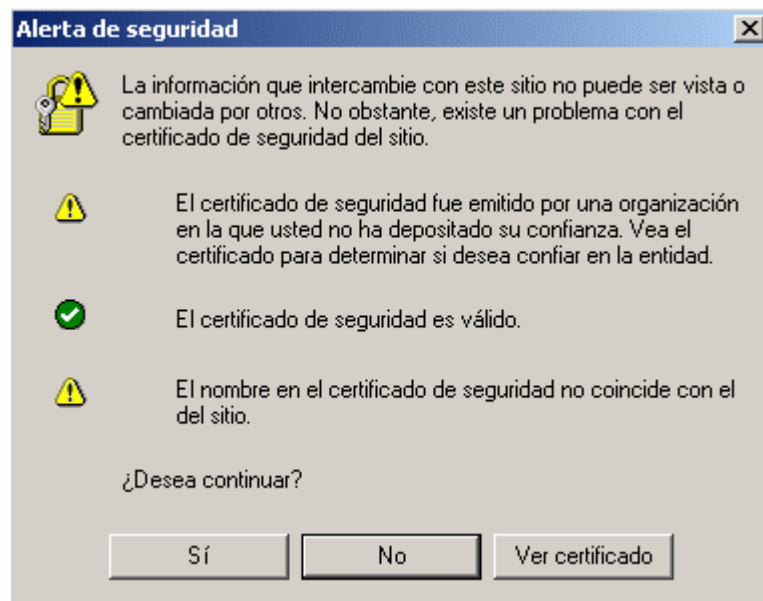 Alerta de seguridad
La información que intercambie con este sitio no puede ser vista o
cambiada por otros. No obstante, existe un problema con el
certificado de seguridad del sitio.
El certificado de seguridad fue emitido por una organización
en la que usted no ha depositado su confianza. Vea el
certificado para determinar si desea confiar en la entidad.
El certificado de seguridad es válido.
El nombre en el certificado de seguridad no coincide con el
del sitio.
¿Desea continuar?
Sí No Ver certificado